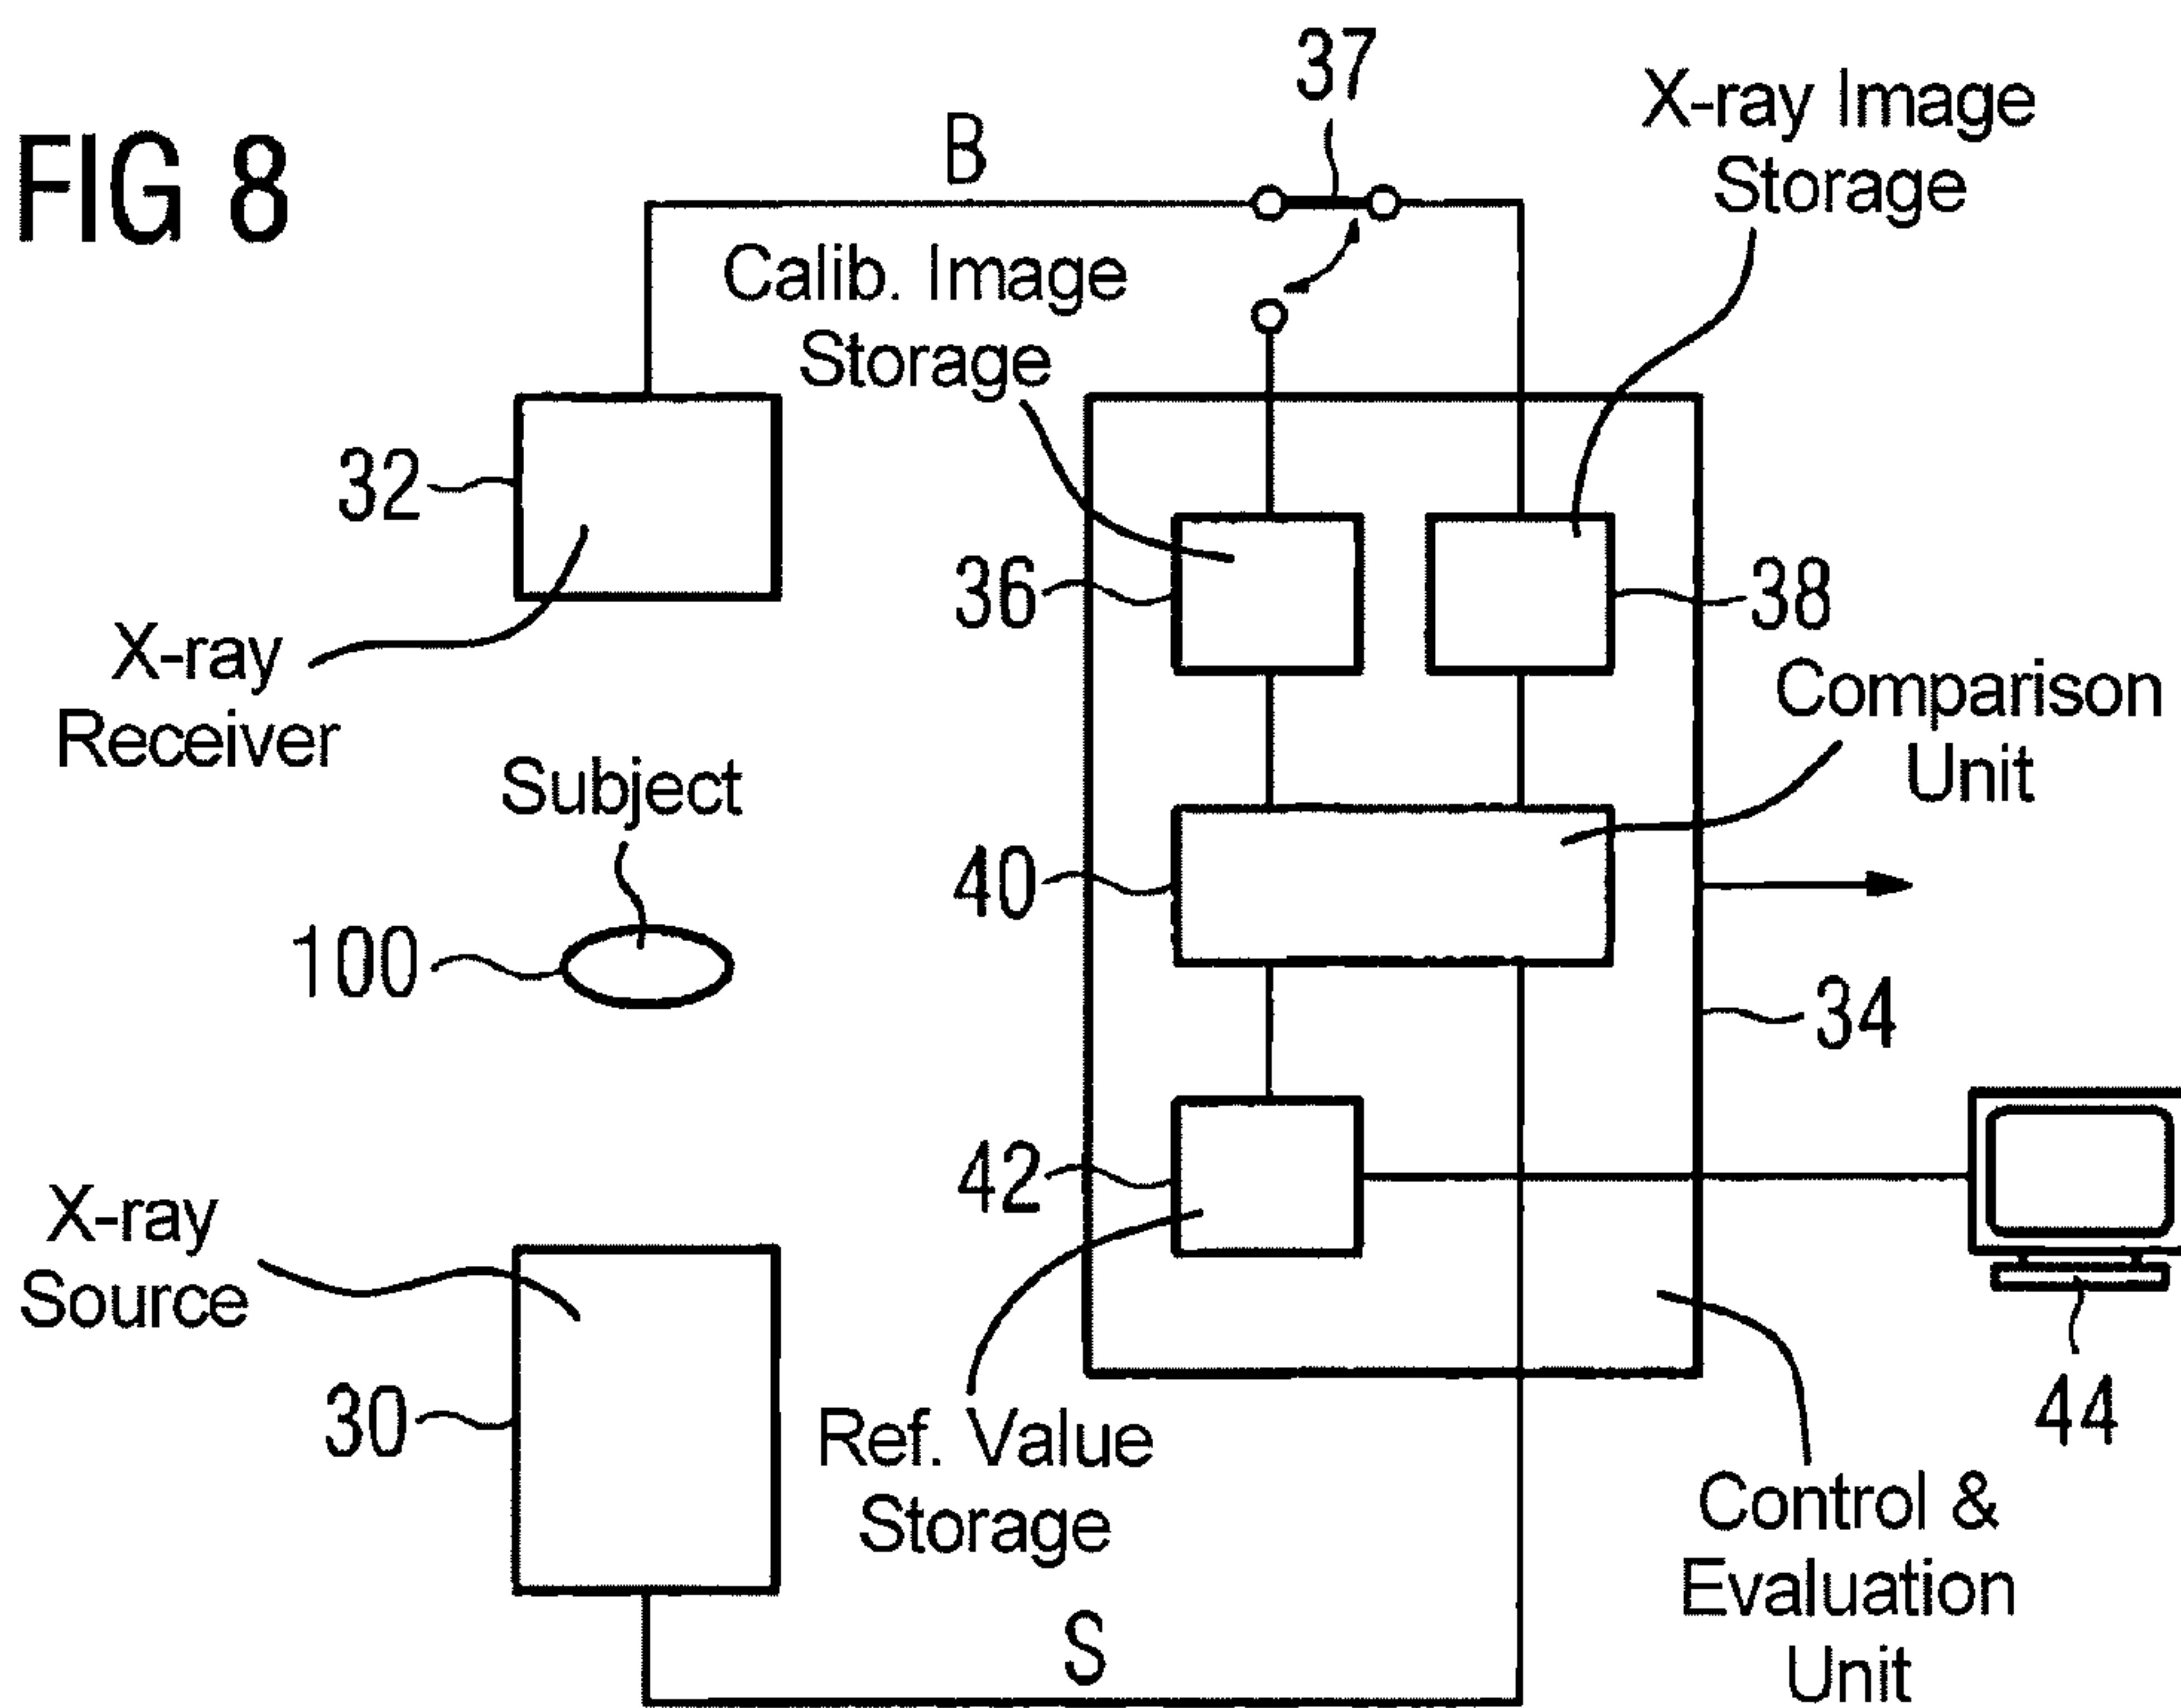 FIG 8
37
B
X-ray Image
Storage
Calib. Image
Storage
32
36
38
X-ray
Receiver
Comparison
Unit
Subject
40
100
34
42
X-ray
Source
30
Ref. Value
Storage
44
Control &
Evaluation
Unit
S